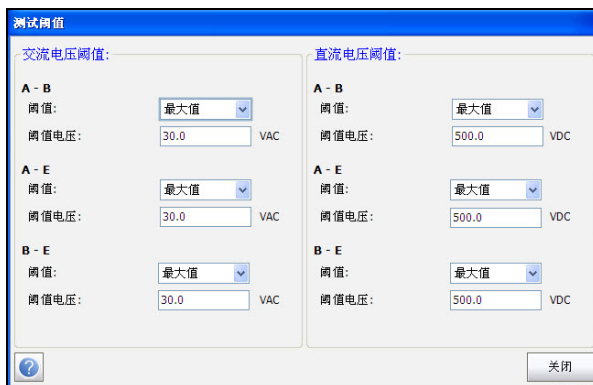 测试阈值
交流电压阈值:
A - B
阈值: 最大值
阈值电压: 30.0 VAC
A - E
阈值: 最大值
阈值电压: 30.0 VAC
B - E
阈值: 最大值
阈值电压: 30.0 VAC
直流电压阈值:
A - B
阈值: 最大值
阈值电压: 500.0 VDC
A - E
阈值: 最大值
阈值电压: 500.0 VDC
B - E
阈值: 最大值
阈值电压: 500.0 VDC
?
关闭